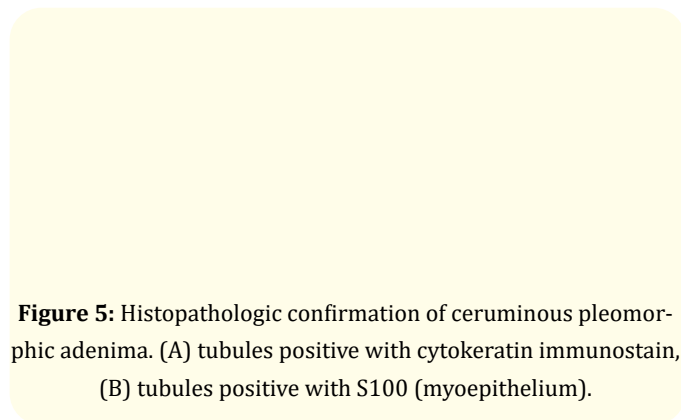 Figure 5: Histopathologic confirmation of ceruminous pleomor-
phic adenima. (A) tubules positive with cytokeratin immunostain,
(B) tubules positive with S100 (myoepithelium).